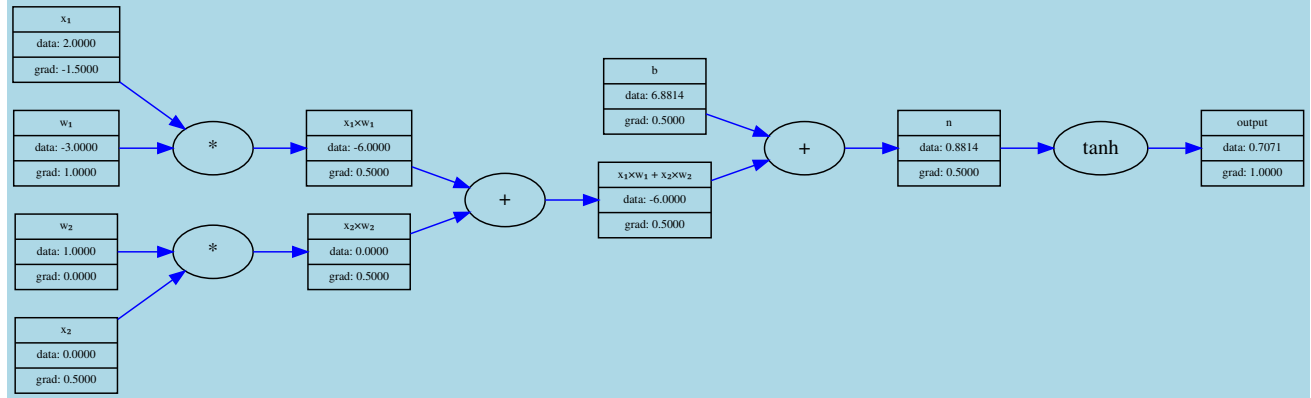 x₁
data: 2.0000
grad: -1.5000
w₁
data: -3.0000
grad: 1.0000
w₂
data: 1.0000
grad: 0.0000
x₂
data: 0.0000
grad: 0.5000
*
*
x₁×w₁
data: -6.0000
grad: 0.5000
x₂×w₂
data: 0.0000
grad: 0.5000
+
b
data: 6.8814
grad: 0.5000
x₁×w₁ + x₂×w₂
data: -6.0000
grad: 0.5000
+
n
data: 0.8814
grad: 0.5000
tanh
output
data: 0.7071
grad: 1.0000